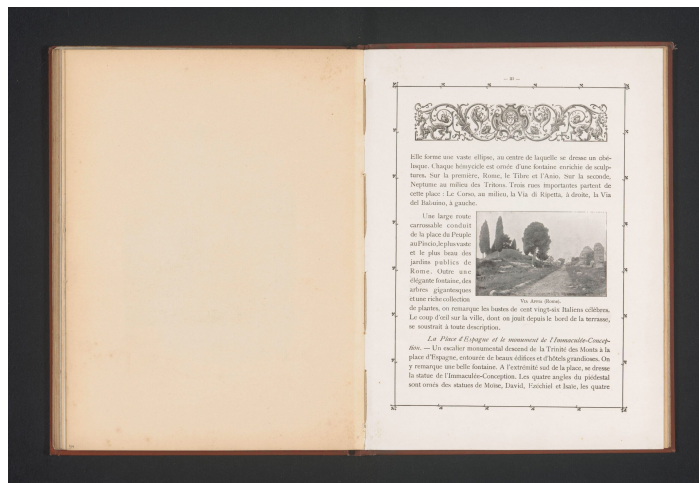 Elle forme une vaste ellipse, au centre de laquelle se dresse un obé-
lisque. Chaque hémycicle est ornée d'une fontaine enrichie de sculp-
tures. Sur la première, Rome, le Tibre et l'Anio. Sur la seconde,
Neptune au milieu des Tritons. Trois rues importantes partent de
cette place : Le Corso, au milieu, la Via di Ripetta, à droite, la Via
del Babuino, à gauche.
Une large route
carrossable conduit
de la place du Peuple
au Pincio, le plus vaste
et le plus beau des
jardins publics de
Rome. Outre une
élégante fontaine, des
arbres gigantesques
et une riche collection
Via Appia (Rome).
de plantes, on remarque les bustes de cent vingt-six Italiens célèbres.
Le coup d'œil sur la ville, dont on jouit depuis le bord de la terrasse,
se soustrait à toute description.
La Place d'Espagne et le monument de l'Immaculée-Concep-
tion. — Un escalier monumental descend de la Trinité des Monts à la
place d'Espagne, entourée de beaux édifices et d'hôtels grandioses. On
y remarque une belle fontaine. A l'extrémité sud de la place, se dresse
la statue de l'Immaculée-Conception. Les quatre angles du piédestal
sont ornés des statues de Moïse, David, Ezéchiel et Isaïe, les quatre